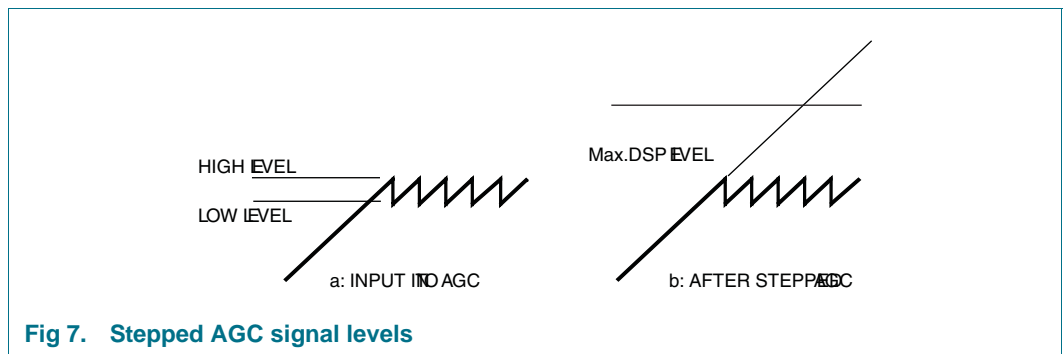 HIGH LEVEL
LOW LEVEL
a: INPUT INTO AGC
Max.DSP LEVEL
b: AFTER STEPPED AGC
Fig 7. Stepped AGC signal levels